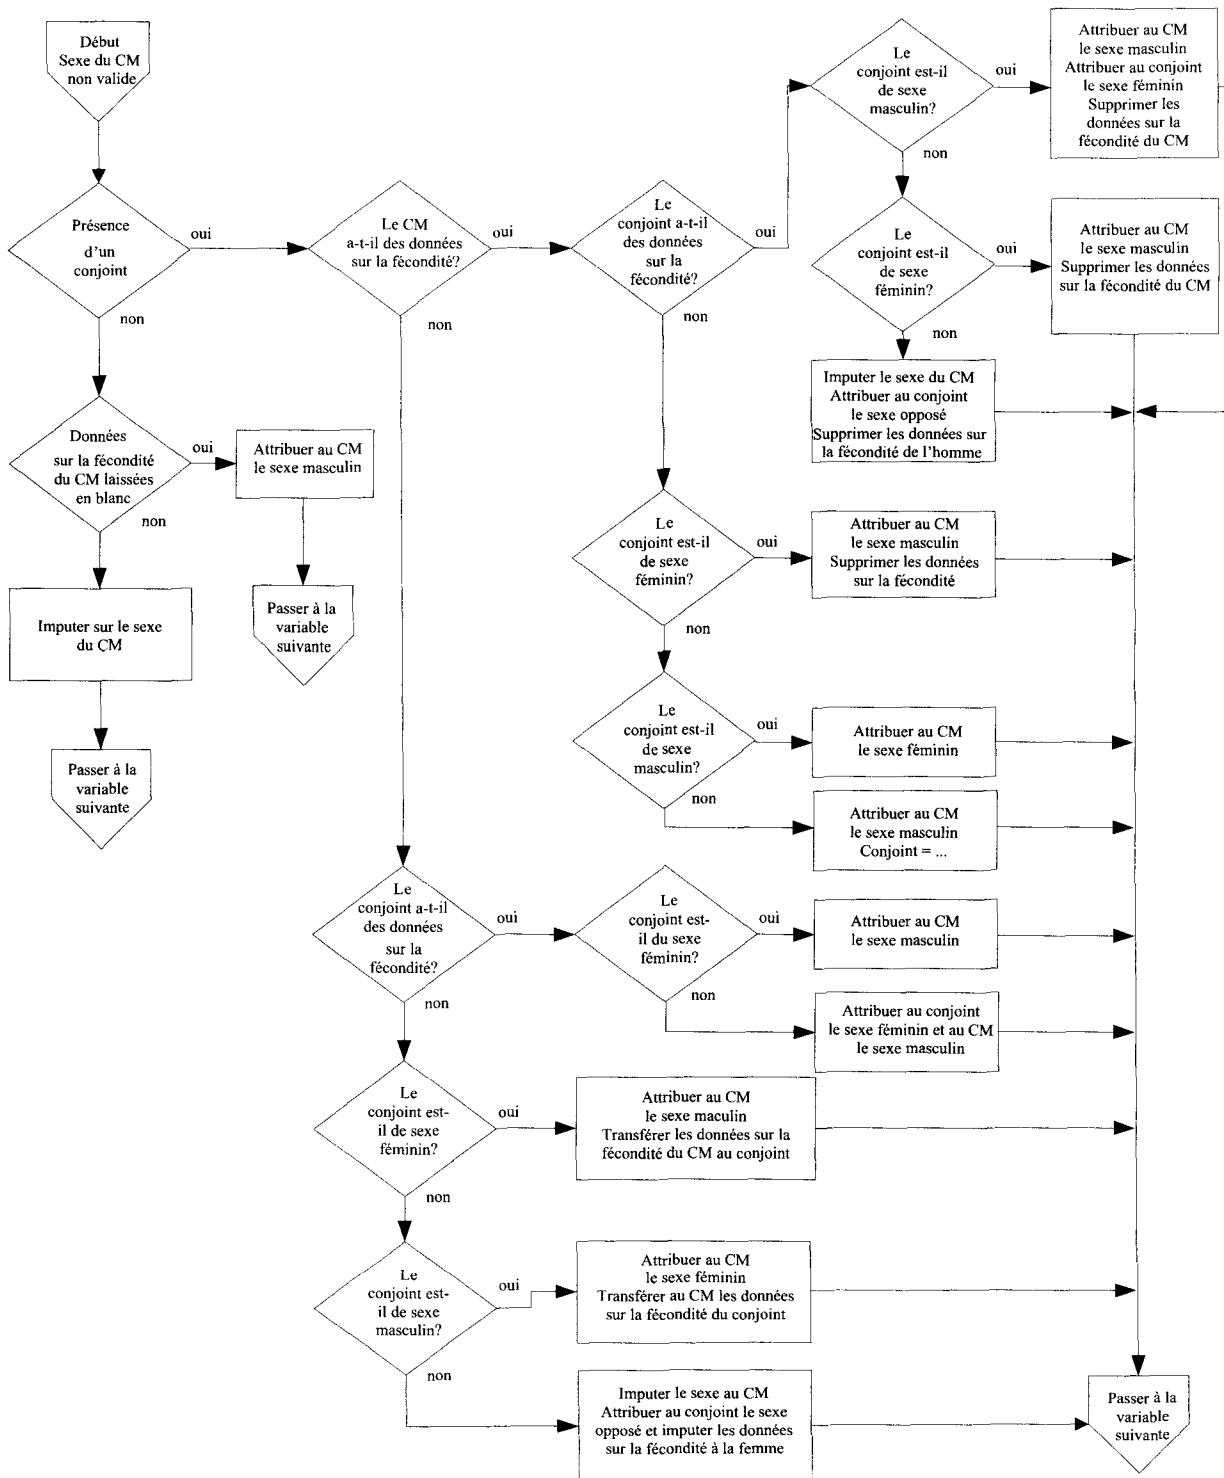 Début
Sexe du CM
non valide
Présence
d'un
conjoint
oui
non
Données
sur la fécondité
du CM laissées
en blanc
oui
non
Attribuer au CM
le sexe masculin
Passer à la
variable
suivante
Imputer sur le sexe
du CM
Passer à la
variable
suivante
Le CM
a-t-il des données
sur la fécondité?
oui
non
Le
conjoint a-t-il
des données
sur la
fécondité?
oui
non
Le
conjoint est-il
de sexe
masculin?
oui
non
Attribuer au CM
le sexe masculin
Attribuer au conjoint
le sexe féminin
Supprimer les
données sur la
fécondité du CM
Le
conjoint est-il
de sexe
féminin?
oui
non
Attribuer au CM
le sexe masculin
Supprimer les données
sur la fécondité du CM
Imputer le sexe du CM
Attribuer au conjoint
le sexe opposé
Supprimer les données sur
la fécondité de l'homme
Le
conjoint est-il
de sexe
féminin?
oui
non
Attribuer au CM
le sexe masculin
Supprimer les données
sur la fécondité
Le
conjoint est-il
de sexe
masculin?
oui
non
Attribuer au CM
le sexe féminin
Attribuer au CM
le sexe masculin
Conjoint = ...
Le
conjoint a-t-il
des données
sur la
fécondité?
oui
non
Le
conjoint est-
il du sexe
féminin?
oui
non
Attribuer au CM
le sexe masculin
Attribuer au conjoint
le sexe féminin et au CM
le sexe masculin
Le
conjoint est-
il de sexe
féminin?
oui
non
Attribuer au CM
le sexe maculin
Transférer les données sur la
fécondité du CM au conjoint
Le
conjoint est-
il de sexe
masculin?
oui
non
Attribuer au CM
le sexe féminin
Transférer au CM les données
sur la fécondité du conjoint
Imputer le sexe au CM
Attribuer au conjoint le sexe
opposé et imputer les données
sur la fécondité à la femme
Passer à la
variable
suivante